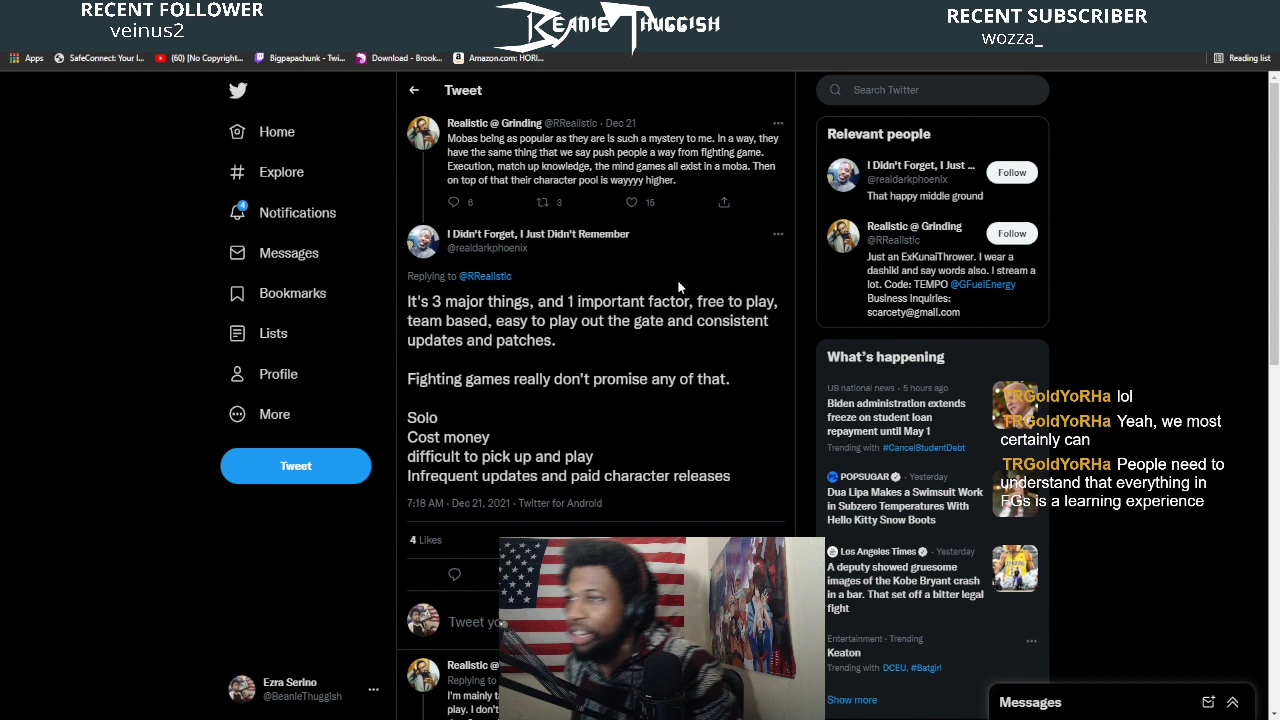 RECENT FOLLOWER
veinus2
BEANIE THUGGISH
RECENT SUBSCRIBER
wozza_
Apps
SafeConnect: Your I...
(60) [No Copyright...
Bigpapachunk - Twi...
Download - Brook...
Amazon.com: HORI...
Reading list
Home
Explore
4
Notifications
Messages
Bookmarks
Lists
Profile
More
Tweet
Ezra Serino
@BeanieThuggish
Tweet
Realistic @ Grinding @RRealistic · Dec 21
Mobas being as popular as they are is such a mystery to me. In a way, they
have the same thing that we say push people a way from fighting game.
Execution, match up knowledge, the mind games all exist in a moba. Then
on top of that their character pool is wayyyy higher.
6 3 15
I Didn't Forget, I Just Didn't Remember
@realdarkphoenix
Replying to @RRealistic
It's 3 major things, and 1 important factor, free to play,
team based, easy to play out the gate and consistent
updates and patches.
Fighting games really don't promise any of that.
Solo
Cost money
difficult to pick up and play
Infrequent updates and paid character releases
7:18 AM · Dec 21, 2021 · Twitter for Android
4 Likes
Tweet yo
Realistic @
Replying to
I'm mainly t
play. I don't
Search Twitter
Relevant people
I Didn't Forget, I Just ...
@realdarkphoenix
Follow
That happy middle ground
Realistic @ Grinding
@RRealistic
Follow
Just an ExKunaiThrower. I wear a
dashiki and say words also. I stream a
lot. Code: TEMPO @GFuelEnergy
Business Inquiries:
scarcety@gmail.com
What's happening
US national news · 5 hours ago
Biden administration extends
freeze on student loan
repayment until May 1
Trending with #CancelStudentDebt
POPSUGAR · Yesterday
Dua Lipa Makes a Swimsuit Work
in Subzero Temperatures With
Hello Kitty Snow Boots
Los Angeles Times · Yesterday
A deputy showed gruesome
images of the Kobe Bryant crash
in a bar. That set off a bitter legal
fight
Entertainment · Trending
Keaton
Trending with DCEU, #Batgirl
Show more
TRGoldYoRHa lol
TRGoldYoRHa Yeah, we most
certainly can
TRGoldYoRHa People need to
understand that everything in
FGs is a learning experience
Messages